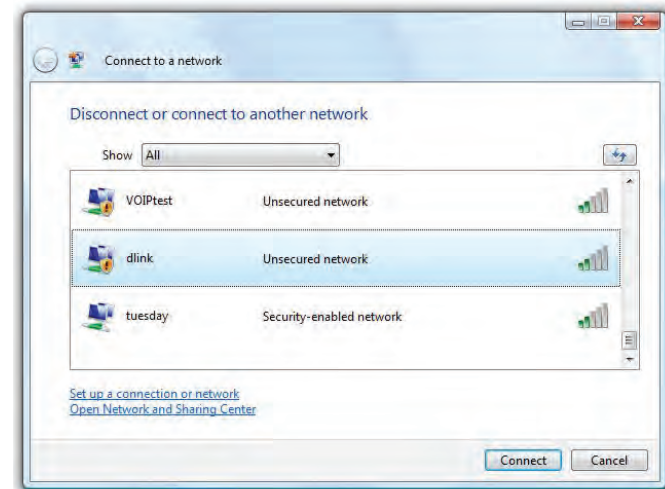 Connect to a network
Disconnect or connect to another network
Show All
VOIPtest Unsecured network
dlink Unsecured network
tuesday Security-enabled network
Set up a connection or network
Open Network and Sharing Center
Connect Cancel